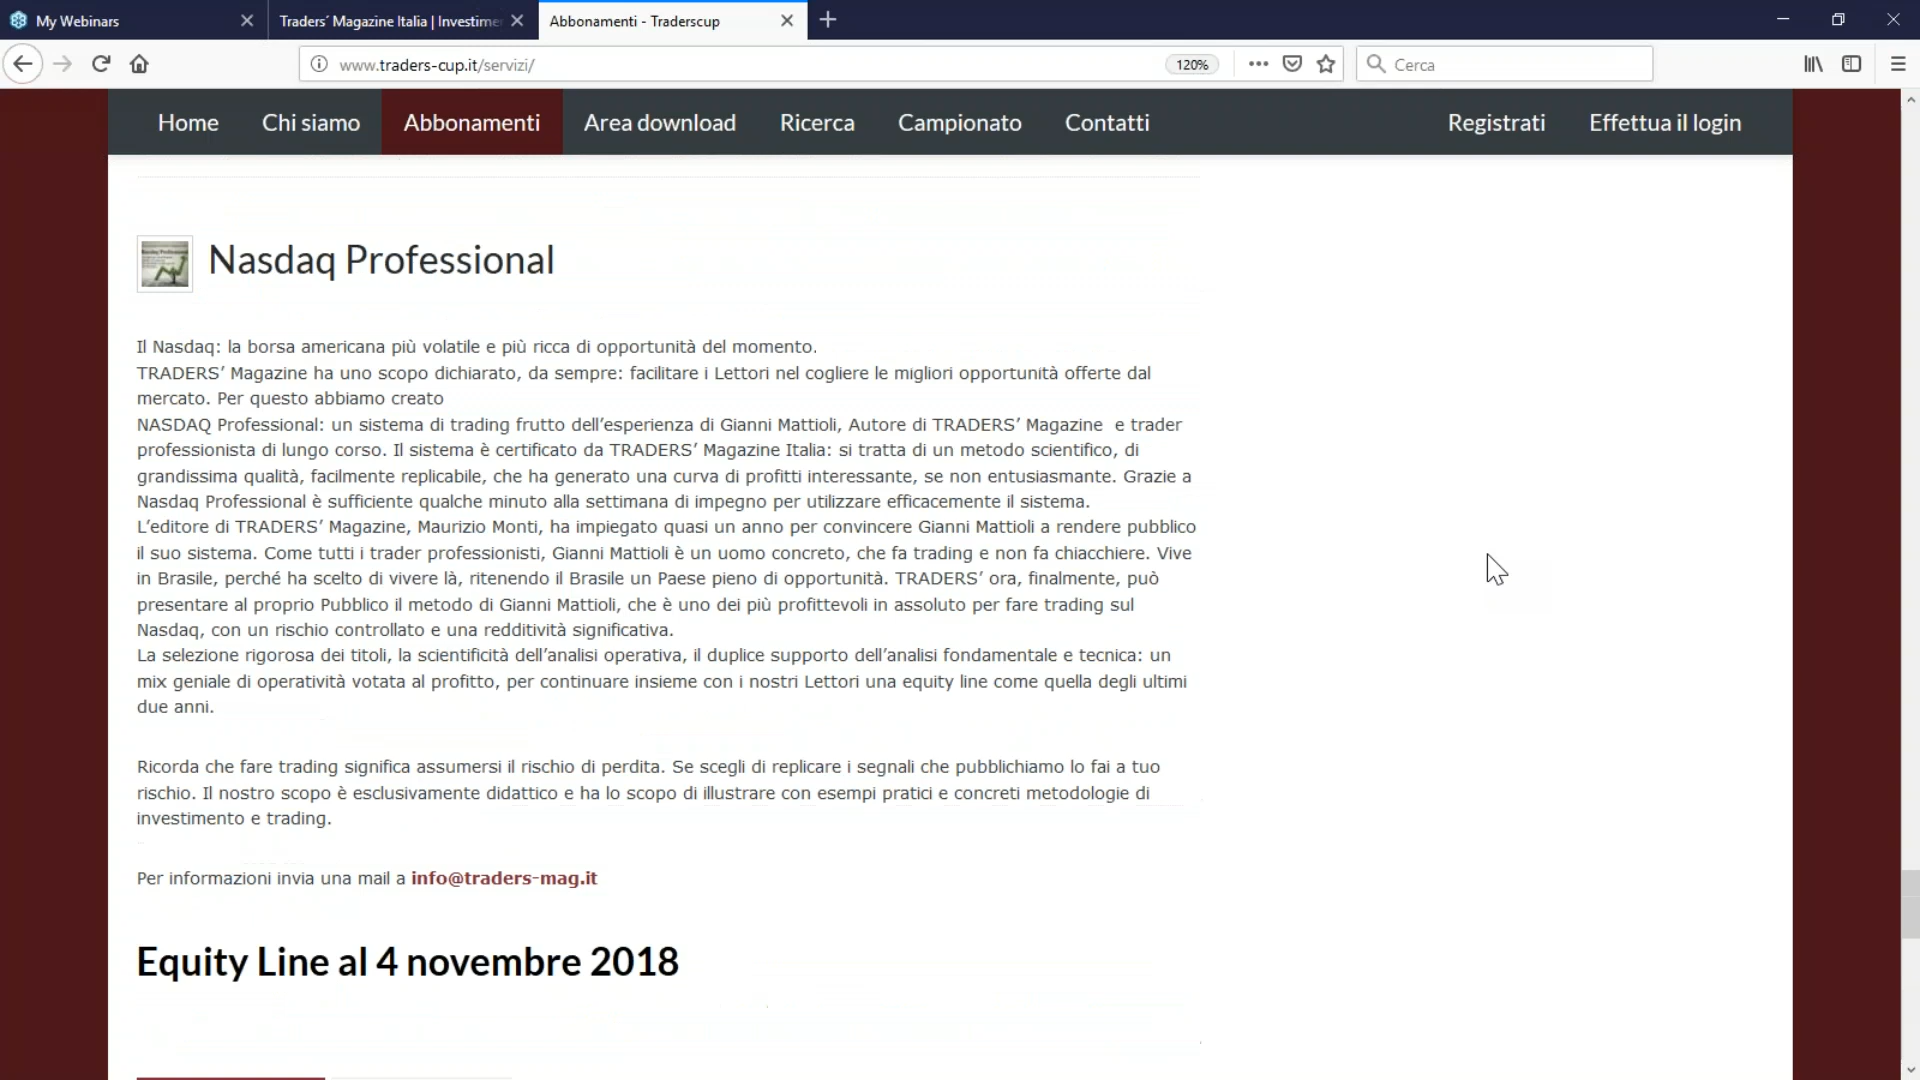 My Webinars
Traders´ Magazine Italia | Investime
Abbonamenti - Traderscup
www.traders-cup.it/servizi/
120%
Cerca
Home
Chi siamo
Abbonamenti
Area download
Ricerca
Campionato
Contatti
Registrati
Effettua il login
Nasdaq Professional
Il Nasdaq: la borsa americana più volatile e più ricca di opportunità del momento.
TRADERS’ Magazine ha uno scopo dichiarato, da sempre: facilitare i Lettori nel cogliere le migliori opportunità offerte dal
mercato. Per questo abbiamo creato
NASDAQ Professional: un sistema di trading frutto dell’esperienza di Gianni Mattioli, Autore di TRADERS’ Magazine e trader
professionista di lungo corso. Il sistema è certificato da TRADERS’ Magazine Italia: si tratta di un metodo scientifico, di
grandissima qualità, facilmente replicabile, che ha generato una curva di profitti interessante, se non entusiasmante. Grazie a
Nasdaq Professional è sufficiente qualche minuto alla settimana di impegno per utilizzare efficacemente il sistema.
L’editore di TRADERS’ Magazine, Maurizio Monti, ha impiegato quasi un anno per convincere Gianni Mattioli a rendere pubblico
il suo sistema. Come tutti i trader professionisti, Gianni Mattioli è un uomo concreto, che fa trading e non fa chiacchiere. Vive
in Brasile, perché ha scelto di vivere là, ritenendo il Brasile un Paese pieno di opportunità. TRADERS’ ora, finalmente, può
presentare al proprio Pubblico il metodo di Gianni Mattioli, che è uno dei più profittevoli in assoluto per fare trading sul
Nasdaq, con un rischio controllato e una redditività significativa.
La selezione rigorosa dei titoli, la scientificità dell’analisi operativa, il duplice supporto dell’analisi fondamentale e tecnica: un
mix geniale di operatività votata al profitto, per continuare insieme con i nostri Lettori una equity line come quella degli ultimi
due anni.
Ricorda che fare trading significa assumersi il rischio di perdita. Se scegli di replicare i segnali che pubblichiamo lo fai a tuo
rischio. Il nostro scopo è esclusivamente didattico e ha lo scopo di illustrare con esempi pratici e concreti metodologie di
investimento e trading.
Per informazioni invia una mail a info@traders-mag.it
Equity Line al 4 novembre 2018